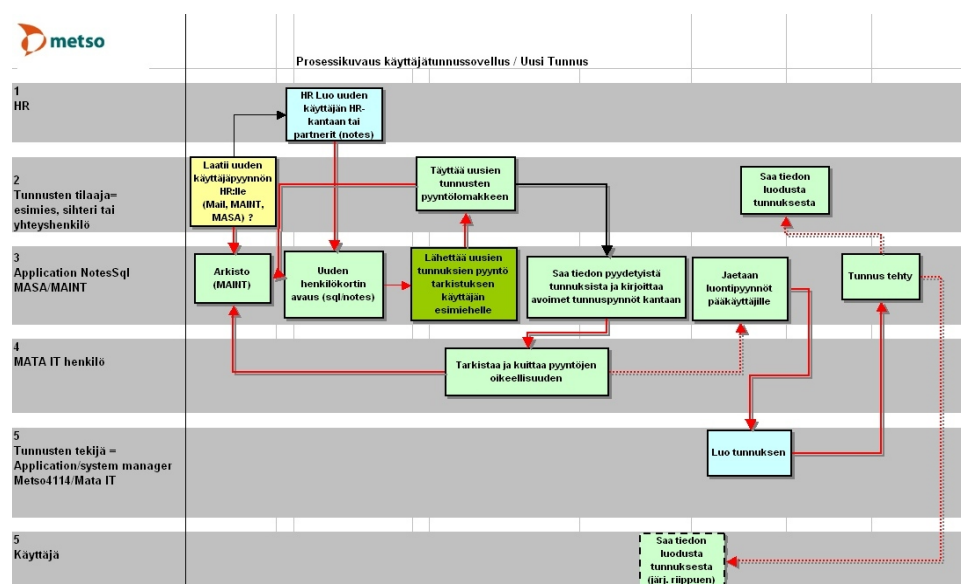 metso
Prosessikuvaus käyttäjätunnussovellus / Uusi Tunnus
1
HR
HR Luo uuden
käyttäjän HR-
kantaan tai
partnerit (notes)
2
Tunnusten tilaaja=
esimies, sihteri tai
yhteyshenkilö
Laatii uuden
käyttäjäpyynnön
HR:lle
(Mail, MAINT,
MASA) ?
Täyttää uusien
tunnusten
pyyntölomakkeen
Saa tiedon
luodusta
tunnuksesta
3
Application NotesSql
MASA/MAINT
Arkisto
(MAINT)
Uuden
henkilökortin
avaus (sql/notes)
Lähettää uusien
tunnuksien pyyntö
tarkistuksen
käyttäjän
esimiehelle
Saa tiedon pyydetyistä
tunnuksista ja kirjoittaa
avoimet tunnuspynnöt kantaan
Jaetaan
luontipyynnöt
pääkäyttäjille
Tunnus tehty
4
MATA IT henkilö
Tarkistaa ja kuittaa pyyntöjen
oikeellisuuden
5
Tunnusten tekijä =
Application/system manager
Metso4114/Mata IT
Luo tunnuksen
5
Käyttäjä
Saa tiedon
luodusta
tunnuksesta
(järj. riippuen)